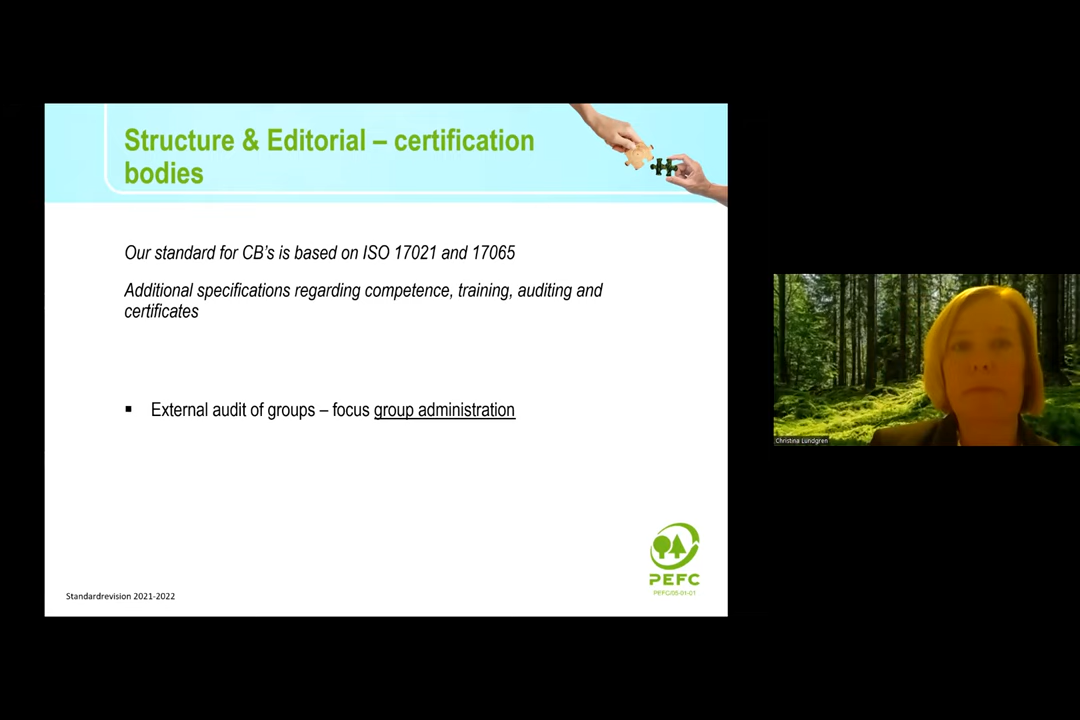 Structure & Editorial – certification
bodies
Our standard for CB's is based on ISO 17021 and 17065
Additional specifications regarding competence, training, auditing and
certificates
▪ External audit of groups – focus group administration
PEFC
PEFC/05-01-01
Standardrevision 2021-2022
Christina Lundgren